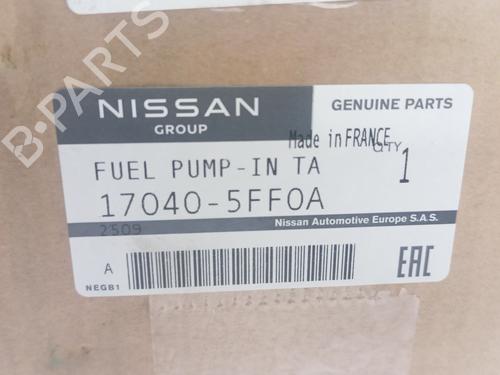 NISSAN
GROUP
GENUINE PARTS
Made in FRANCE
QTY
1
FUEL PUMP-IN TA
17040-5FF0A
2509
Nissan Automotive Europe S.A.S.
A
NEGB1
EAC
B-PARTS